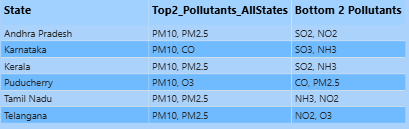 State Top2_Pollutants_AllStates Bottom 2 Pollutants
Andhra Pradesh PM10, PM2.5 SO2, NO2
Karnataka PM10, CO SO3, NH3
Kerala PM10, PM2.5 SO2, NH3
Puducherry PM10, O3 CO, PM2.5
Tamil Nadu PM10, PM2.5 NH3, NO2
Telangana PM10, PM2.5 NO2, O3